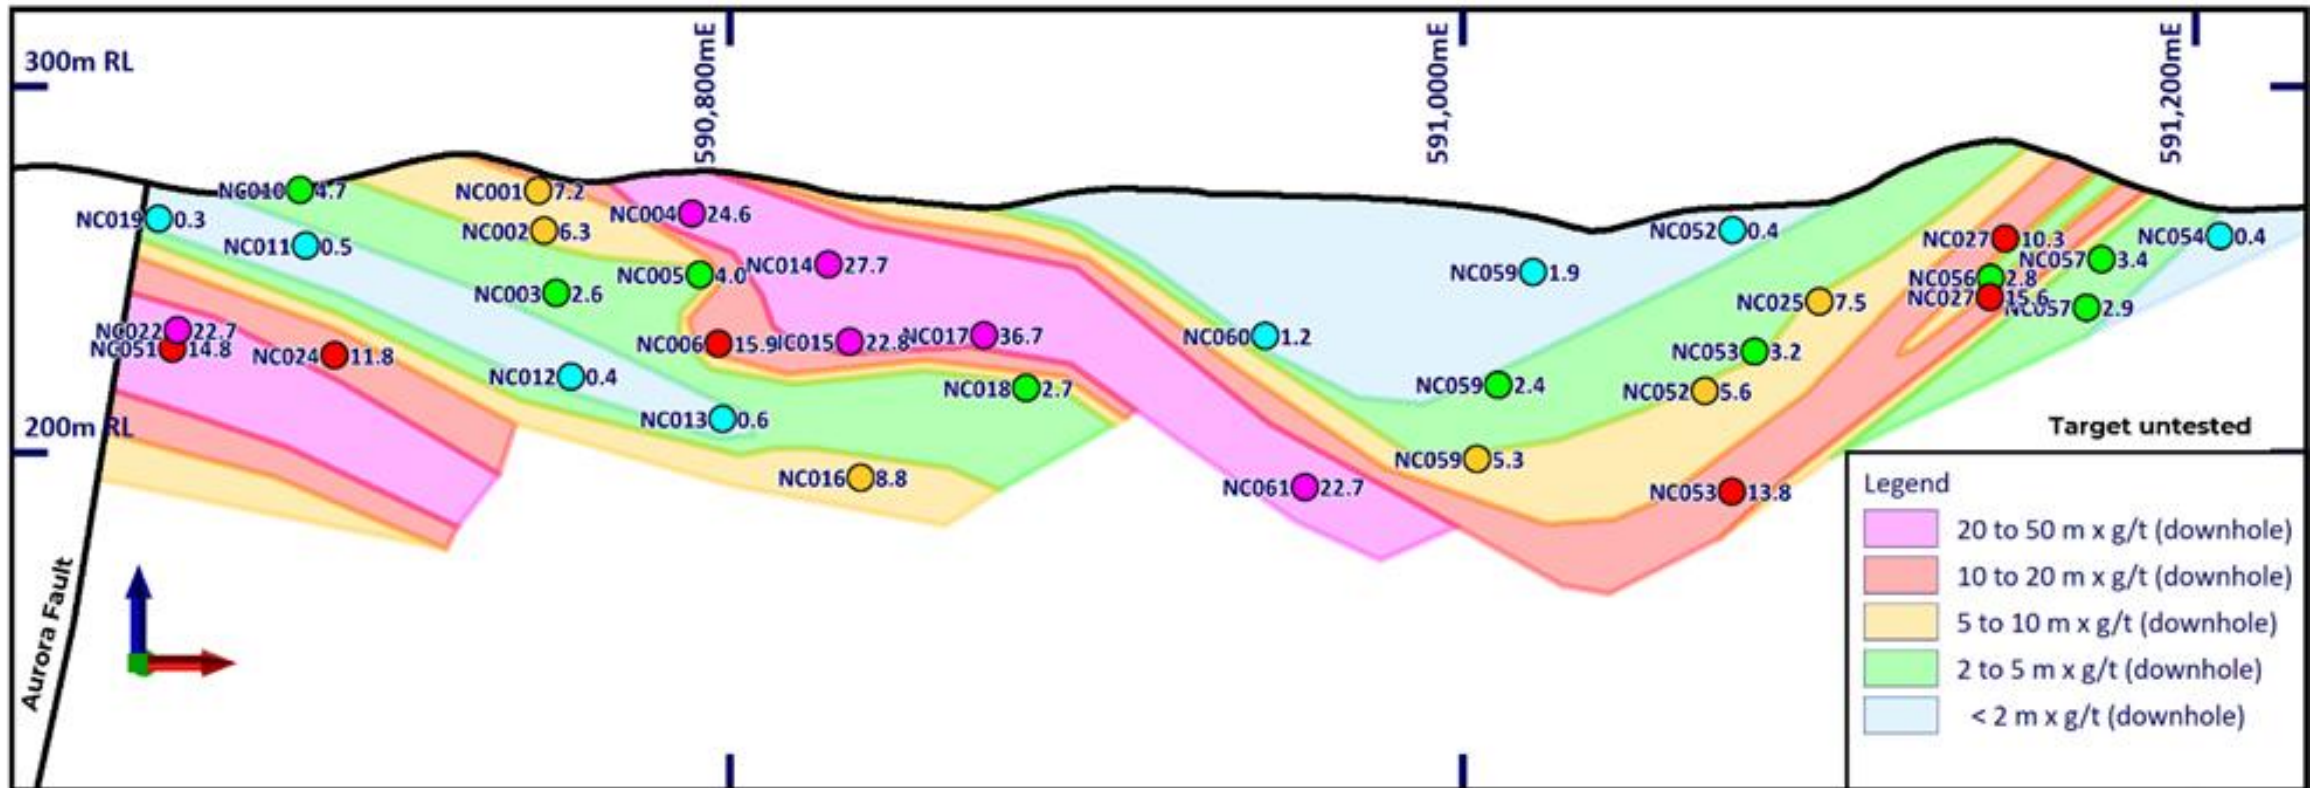 300m RL
590,800mE
591,000mE
591,200mE
NC010 4.7
NC001 7.2
NC019 0.3
NC004 24.6
NC002 6.3
NC052 0.4
NC027 10.3
NC054 0.4
NC011 0.5
NC005 4.0
NC014 27.7
NC059 1.9
NC057 3.4
NC056 2.8
NC003 2.6
NC025 7.5
NC027 15.6
NC057 2.9
NC022 22.7
NC051 14.8
NC024 11.8
NC006 15.9
NC015 22.8
NC017 36.7
NC060 1.2
NC053 3.2
NC012 0.4
NC018 2.7
NC059 2.4
NC052 5.6
NC013 0.6
200m RL
Target untested
NC016 8.8
NC059 5.3
NC061 22.7
NC053 13.8
Aurora Fault
Legend
20 to 50 m x g/t (downhole)
10 to 20 m x g/t (downhole)
5 to 10 m x g/t (downhole)
2 to 5 m x g/t (downhole)
< 2 m x g/t (downhole)